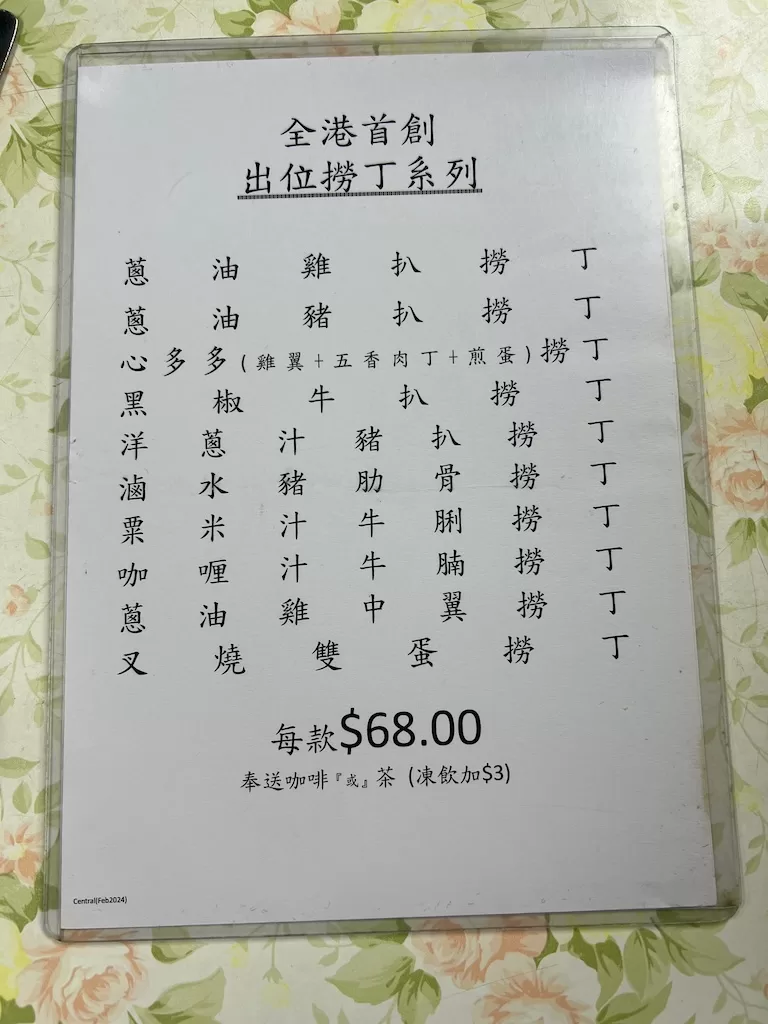 全港首創
出位撈丁系列
蔥油雞扒撈丁
蔥油豬扒撈丁
心多多(雞翼+五香肉丁+煎蛋)撈丁
黑椒牛扒撈丁
洋蔥汁豬扒撈丁
滷水豬肋骨撈丁
粟米汁牛脷撈丁
咖喱汁牛腩撈丁
蔥油雞中翼撈丁
叉燒雙蛋撈丁
每款$68.00
奉送咖啡『或』茶 (凍飲加$3)
Central(Feb2024)